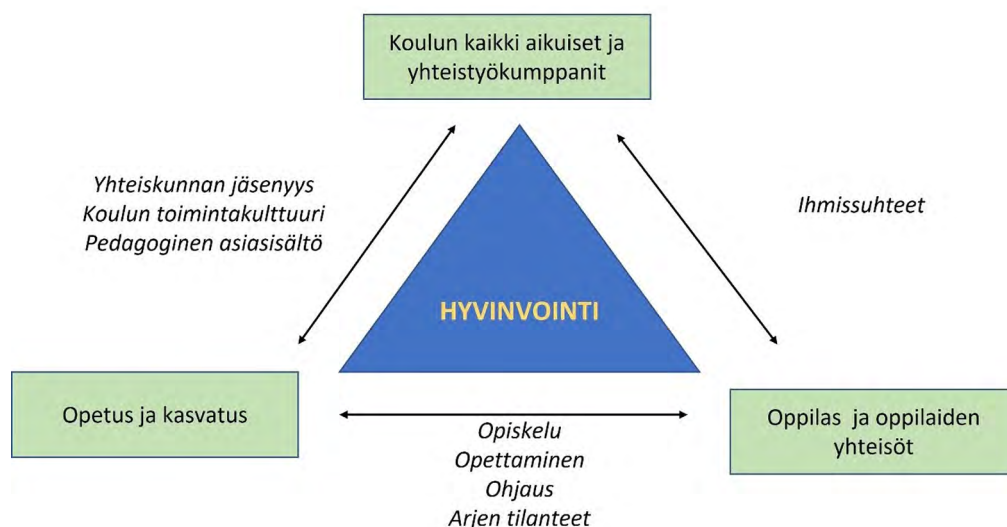 Koulun kaikki aikuiset ja
yhteistyökumppanit
Yhteiskunnan jäsenyys
Koulun toimintakulttuuri
Pedagoginen asiasisältö
Ihmissuhteet
HYVINVOINTI
Opetus ja kasvatus
Oppilas ja oppilaiden
yhteisöt
Opiskelu
Opettaminen
Ohjaus
Arjen tilanteet